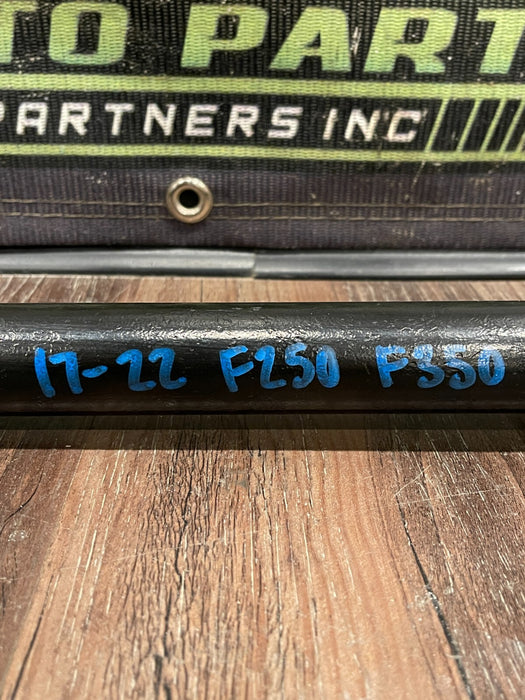 TO PART
PARTNERS INC
17-22 F250 F350